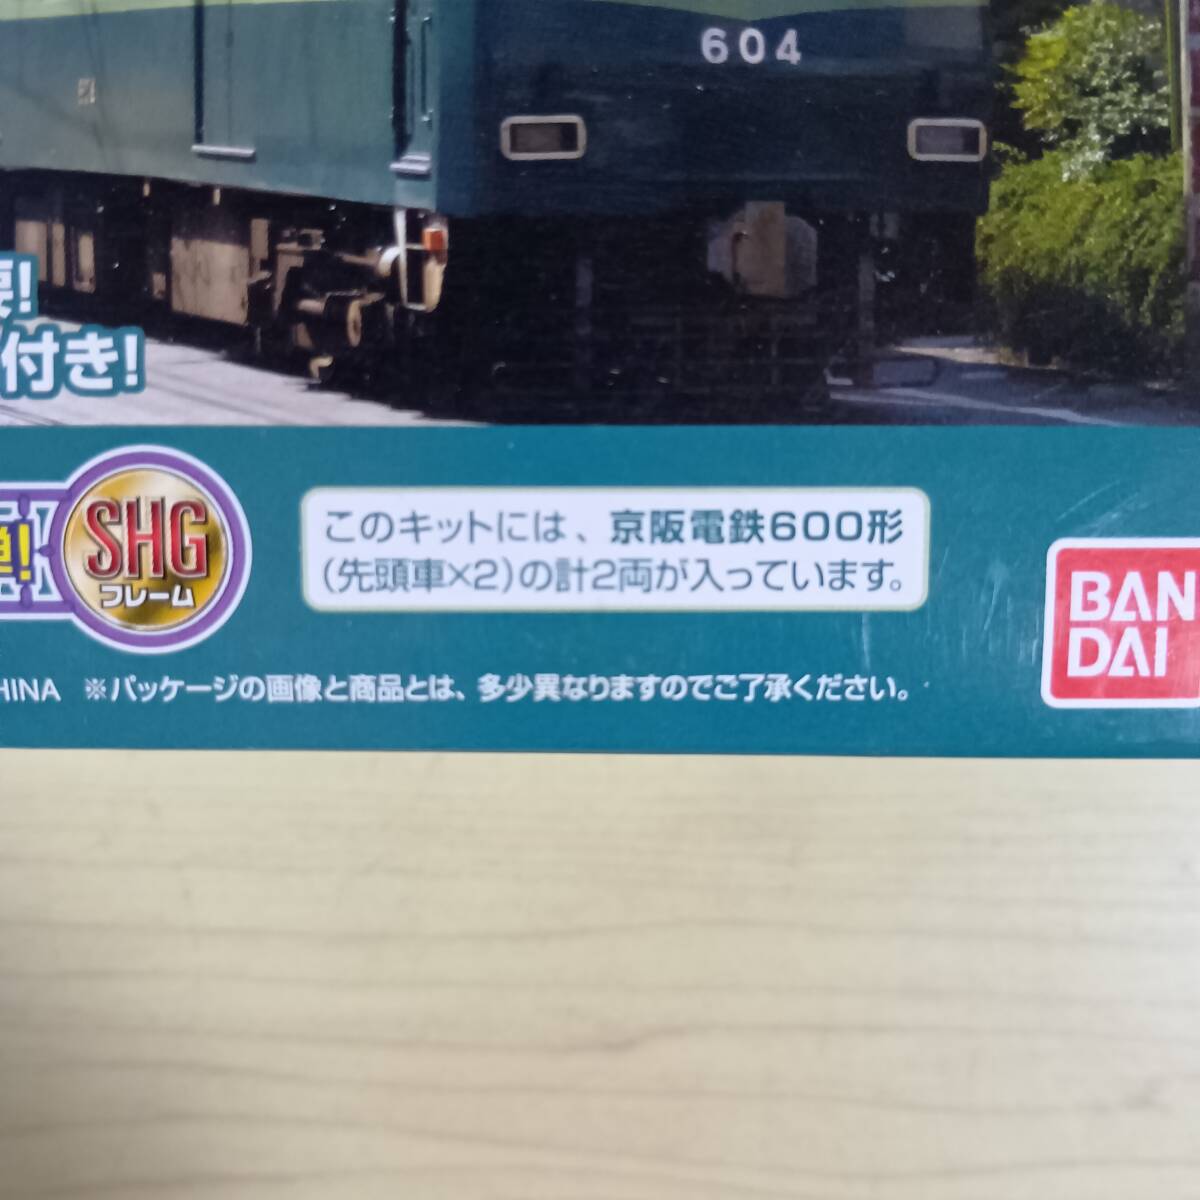 604
付き!
SHG
フレーム
このキットには、京阪電鉄600形
(先頭車×2)の計2両が入っています。
BAN
DAI
HINA ※パッケージの画像と商品とは、多少異なりますのでご了承ください。